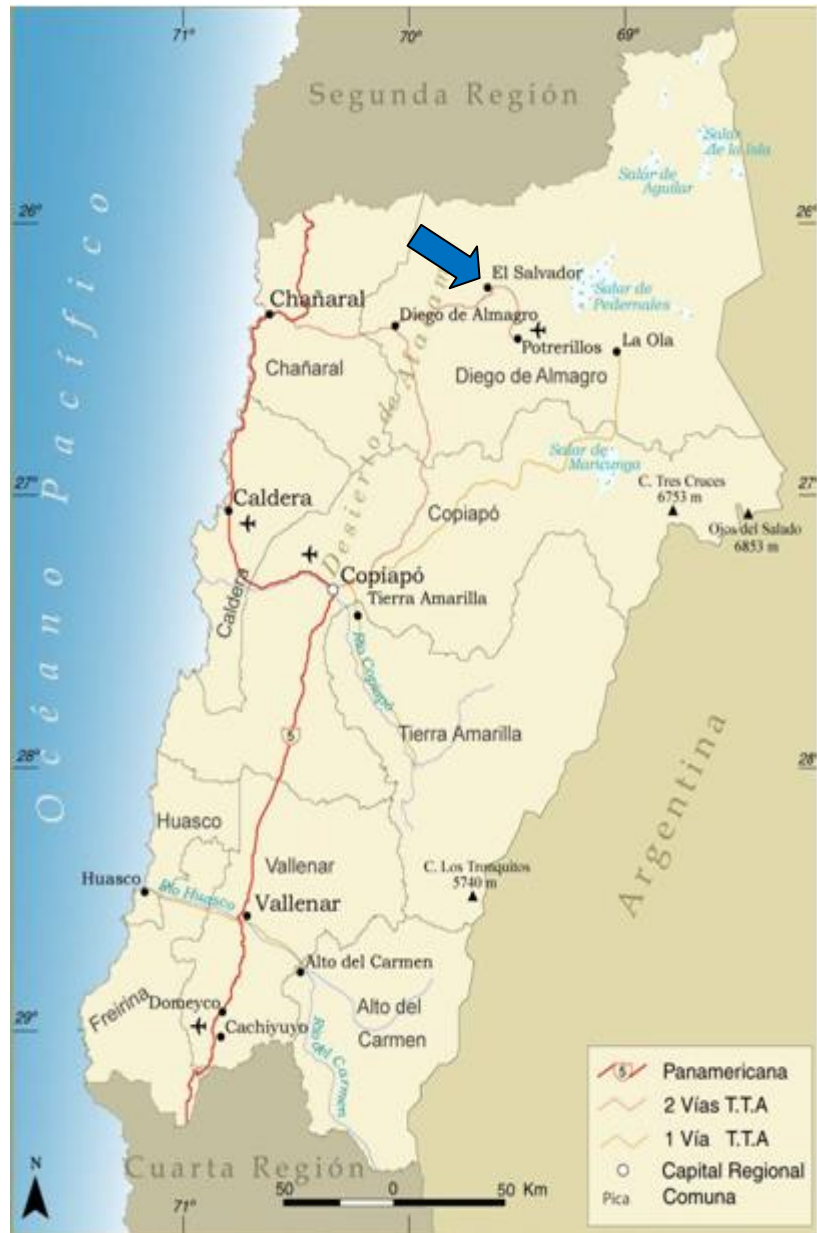 71°
70°
69°
Segunda Región
Salar
de la Isla
Salar de
Aguilar
26°
El Salvador
Salar de
Pedernales
Chañaral
Diego de Almagro
Potrerillos
La Ola
Chañaral
Diego de Almagro
Desierto de Atacama
Océano Pacífico
Salar de
Maricunga
27°
27°
C. Tres Cruces
6753 m
Caldera
Copiapó
Ojos del Salado
6853 m
Copiapó
Caldera
Tierra Amarilla
Río Copiapó
Tierra Amarilla
5
28°
28°
Argentina
Huasco
Vallenar
C. Los Tronquitos
5740 m
Huasco
Río Huasco
Vallenar
Alto del Carmen
Freirina
Domeyco
Alto del
Carmen
Cachiyuyo
Río del Carmen
29°
5
Panamericana
2 Vías T.T.A
1 Vía T.T.A
Capital Regional
Pica
Comuna
N
Cuarta Región
50
0
50 Km
71°